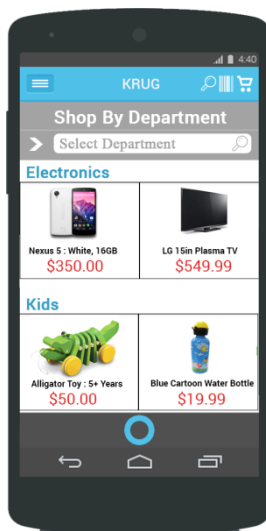 4:40
KRUG
Shop By Department
Select Department
Electronics
Nexus 5 : White, 16GB
$350.00
LG 15in Plasma TV
$549.99
Kids
Alligator Toy : 5+ Years
$50.00
Blue Cartoon Water Bottle
$19.99